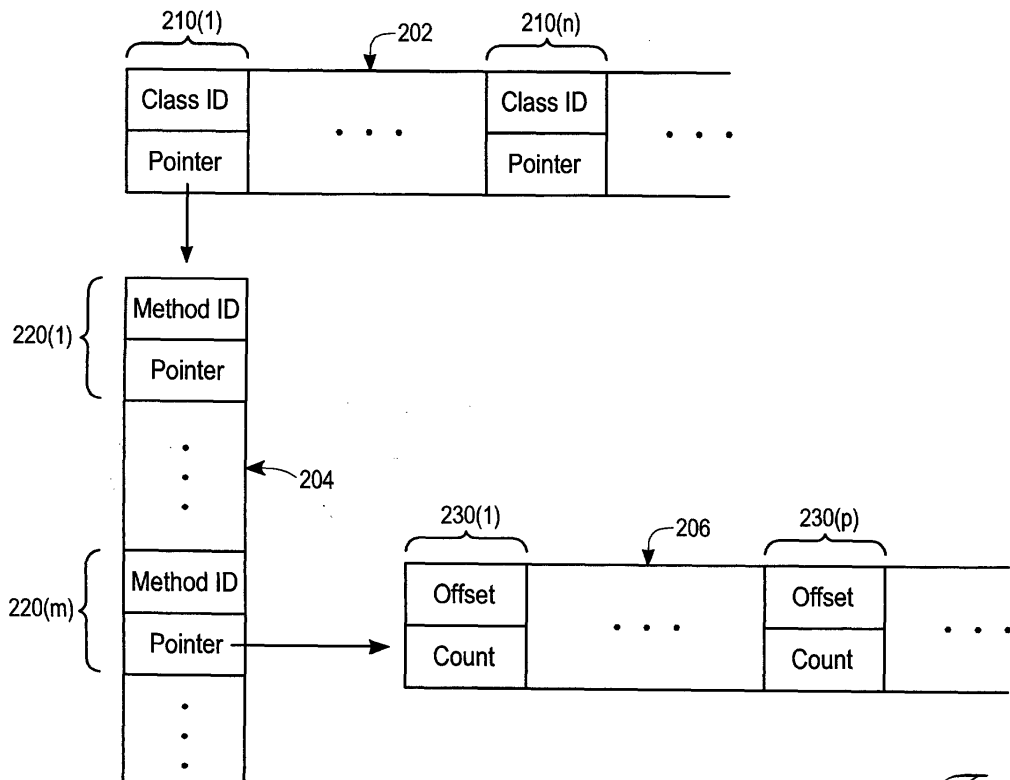 210(1)
202
210(n)
Class ID
Class ID
Pointer
Pointer
Method ID
220(1)
Pointer
204
230(1)
206
230(p)
Method ID
Offset
Offset
220(m)
Pointer
Count
Count